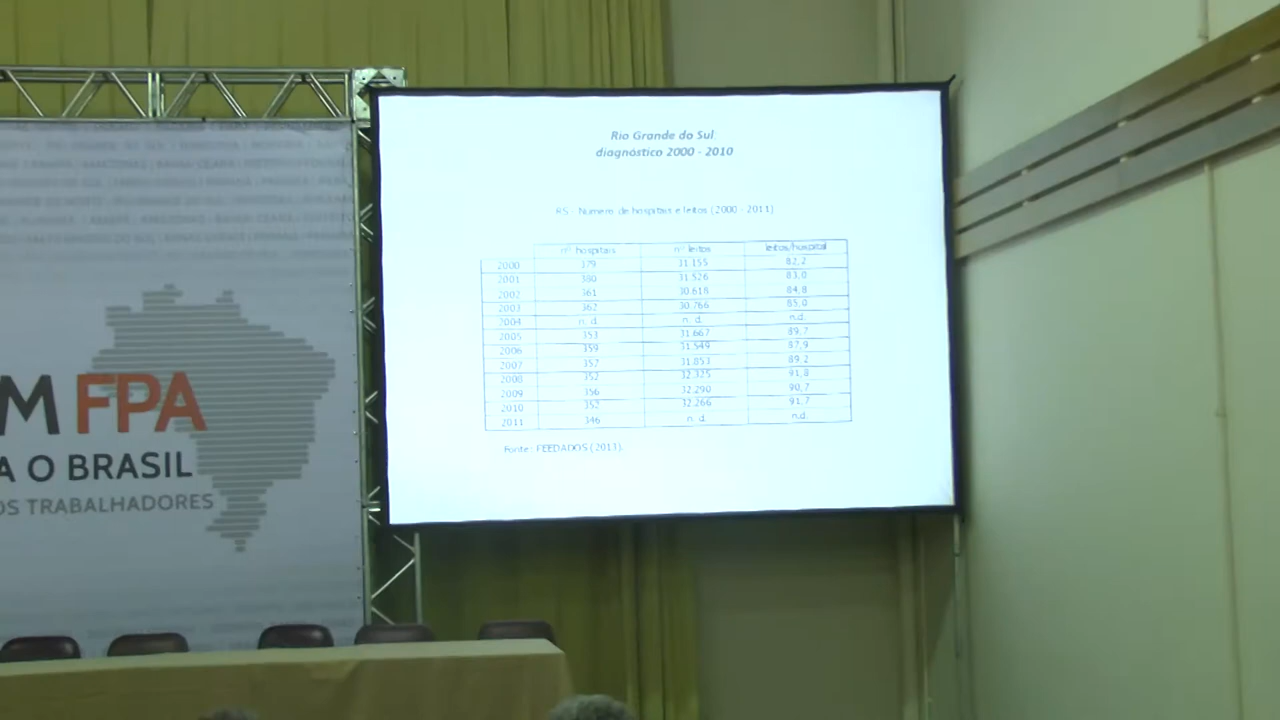 M FPA
A O BRASIL
OS TRABALHADORES
Rio Grande do Sul
diagnóstico 2000 - 2010
RS - Número de hospitais e leitos (2000 - 2011)
nº hospitais nº leitos leitos/hospital
2000 379 31.155 82,2
2001 380 31.526 83,0
2002 361 30.618 84,8
2003 362 30.766 85,0
2004 n. d. n. d. n.d.
2005 353 31.667 89,7
2006 359 31.549 87,9
2007 357 31.853 89,2
2008 352 32.325 91,8
2009 356 32.290 90,7
2010 352 32.266 91,7
2011 346 n. d. n.d.
Fonte: FEEDADOS (2013).